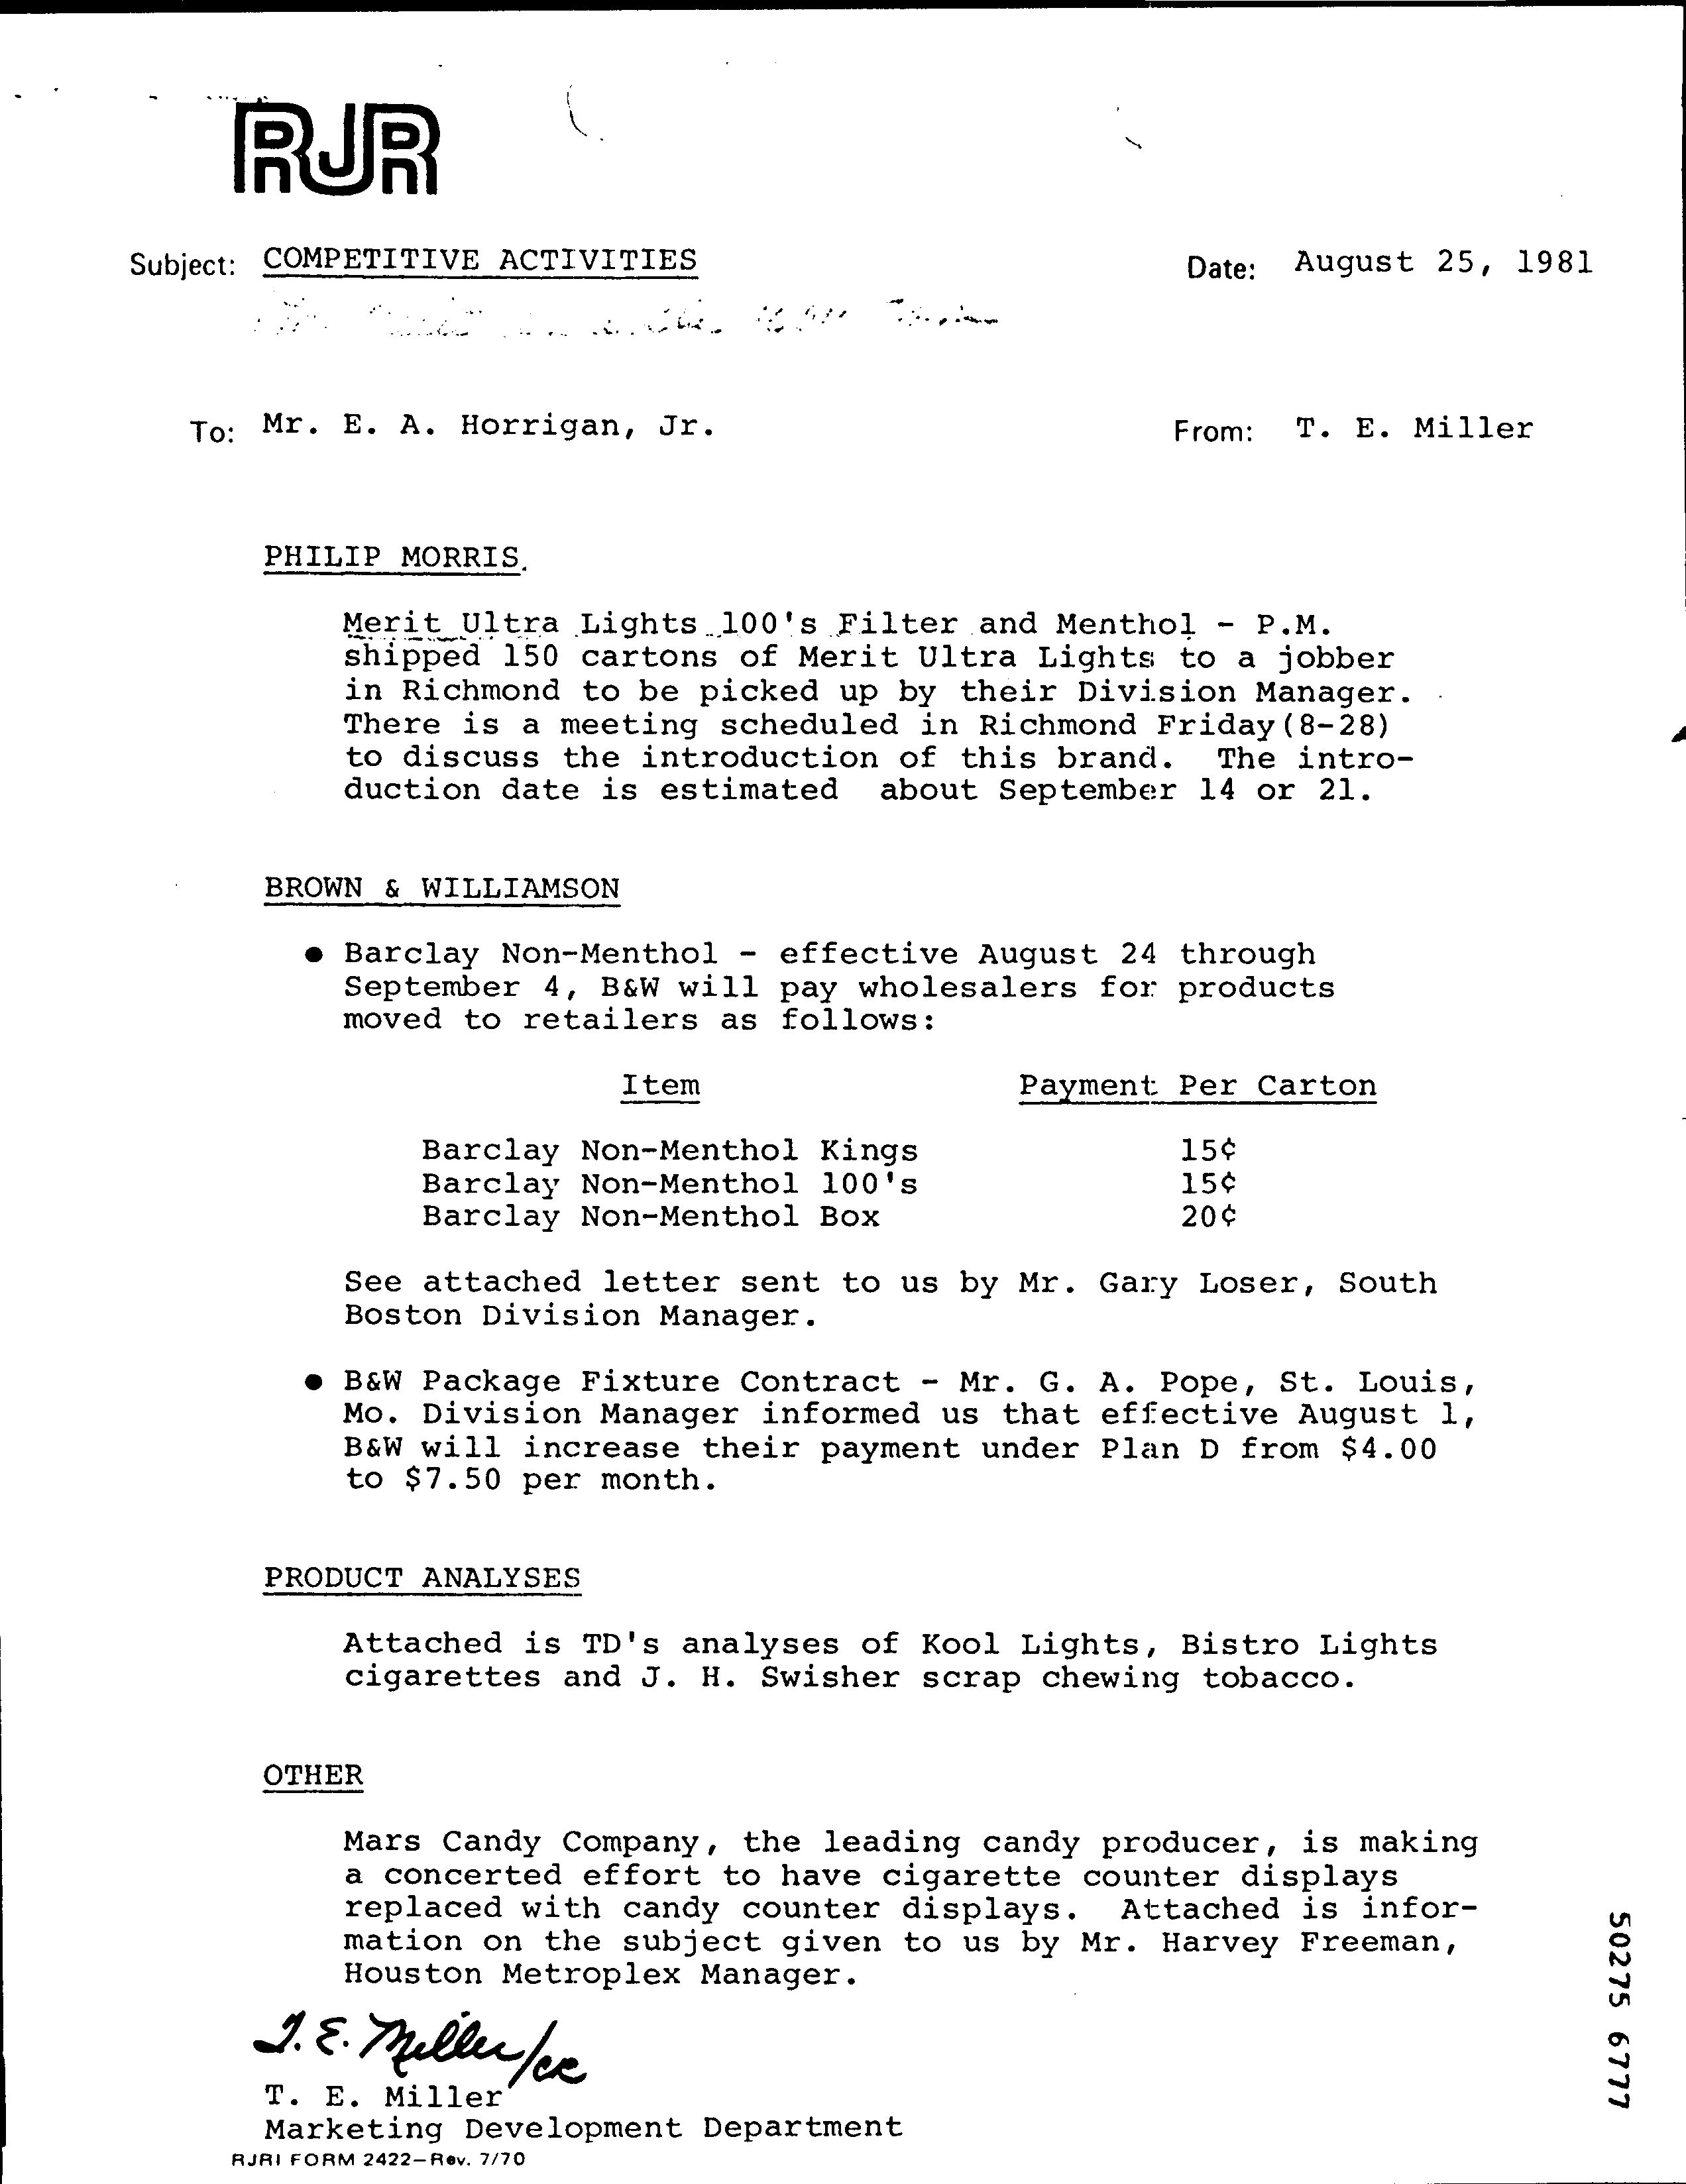 RJR
Subject: COMPETITIVE ACTIVITIES
Date: August 25, 1981
To: Mr. E. A. Horrigan, Jr.
From: T. E. Miller
PHILIP MORRIS.
Merit Ultra Lights 100's Filter and Menthol - P.M.
shipped 150 cartons of Merit Ultra Lights to a jobber
in Richmond to be picked up by their Division Manager.
There is a meeting scheduled in Richmond Friday(8-28)
to discuss the introduction of this brand. The intro-
duction date is estimated about September 14 or 21.
BROWN & WILLIAMSON
● Barclay Non-Menthol - effective August 24 through
September 4, B&W will pay wholesalers for products
moved to retailers as follows:
Item Payment Per Carton
Barclay Non-Menthol Kings 15¢
Barclay Non-Menthol 100's 15¢
Barclay Non-Menthol Box 20¢
See attached letter sent to us by Mr. Gary Loser, South
Boston Division Manager.
● B&W Package Fixture Contract - Mr. G. A. Pope, St. Louis,
Mo. Division Manager informed us that effective August 1,
B&W will increase their payment under Plan D from $4.00
to $7.50 per month.
PRODUCT ANALYSES
Attached is TD's analyses of Kool Lights, Bistro Lights
cigarettes and J. H. Swisher scrap chewing tobacco.
OTHER
Mars Candy Company, the leading candy producer, is making
a concerted effort to have cigarette counter displays
replaced with candy counter displays. Attached is infor-
mation on the subject given to us by Mr. Harvey Freeman,
Houston Metroplex Manager.
T. E. Miller/ce
T. E. Miller
Marketing Development Department
RJRI FORM 2422-Rev. 7/70
50275 6777